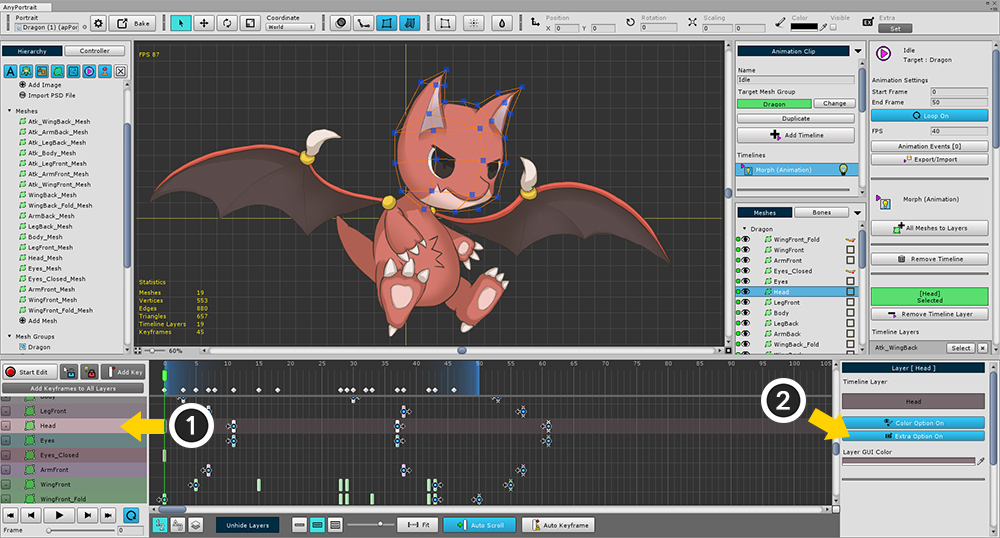 AnyPortrait
Portrait
Dragon (1) (apPor
Bake
Coordinate
World
Position
X 0 Y 0
Rotation
0
Scaling
X 0 Y 0
Color
Visible
Extra
Set
Hierarchy
Controller
Add Image
Import PSD File
Meshes
Atk_WingBack_Mesh
Atk_ArmBack_Mesh
Atk_LegBack_Mesh
Atk_Body_Mesh
Atk_LegFront_Mesh
Atk_ArmFront_Mesh
Atk_WingFront_Mesh
WingBack_Mesh
WingBack_Fold_Mesh
ArmBack_Mesh
LegBack_Mesh
Body_Mesh
LegFront_Mesh
Head_Mesh
Eyes_Mesh
Eyes_Closed_Mesh
ArmFront_Mesh
WingFront_Mesh
WingFront_Fold_Mesh
Add Mesh
Mesh Groups
Dragon
FPS 87
Statistics
Meshes 19
Vertices 553
Edges 880
Triangles 657
Timeline Layers 19
Keyframes 45
60%
Animation Clip
Name
Idle
Target Mesh Group
Dragon
Change
Duplicate
Add Timeline
Timelines
Morph (Animation)
Meshes
Bones
Dragon
WingFront_Fold
WingFront
ArmFront
Eyes_Closed
Eyes
Head
LegFront
Body
LegBack
ArmBack
WingBack_Fold
WingBack
Idle
Target : Dragon
Animation Settings
Start Frame 0
End Frame 50
Loop On
FPS 40
Animation Events [0]
Export/Import
Morph (Animation)
All Meshes to Layers
Remove Timeline
[Head]
Selected
Remove Timeline Layer
Timeline Layers
Atk_WingBack
Select
Start Edit
Add Key
Add Keyframes to All Layers
Body
LegFront
Head
Eyes
Eyes_Closed
ArmFront
WingFront
WingFront_Fold
Frame 0
0 5 10 15 20 25 30 35 40 45 50 55 60 65 70 75 80 85 90 95 100 105
1
2
Unhide Layers
Fit
Auto Scroll
Auto Keyframe
Layer [ Head ]
Timeline Layer
Head
Color Option On
Extra Option On
Layer GUI Color